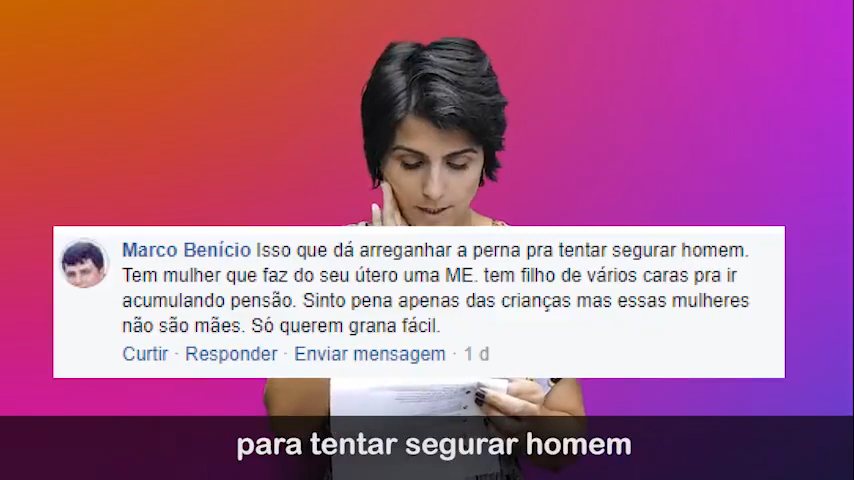 Marco Benício Isso que dá arreganhar a perna pra tentar segurar homem.
Tem mulher que faz do seu útero uma ME. tem filho de vários caras pra ir
acumulando pensão. Sinto pena apenas das crianças mas essas mulheres
não são mães. Só querem grana fácil.
Curtir · Responder · Enviar mensagem · 1 d
para tentar segurar homem